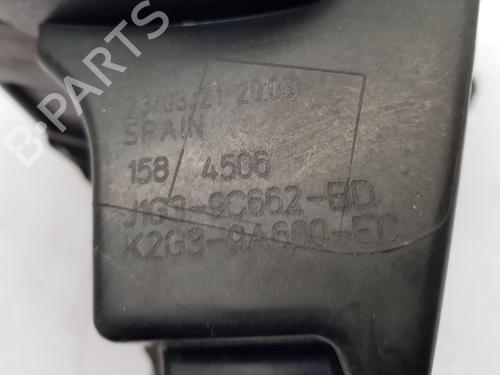 B-PARTS
23/03/21 20:03
SPAIN
158 4506
J1G3-9C662-BD
K2G3-9A600-EC